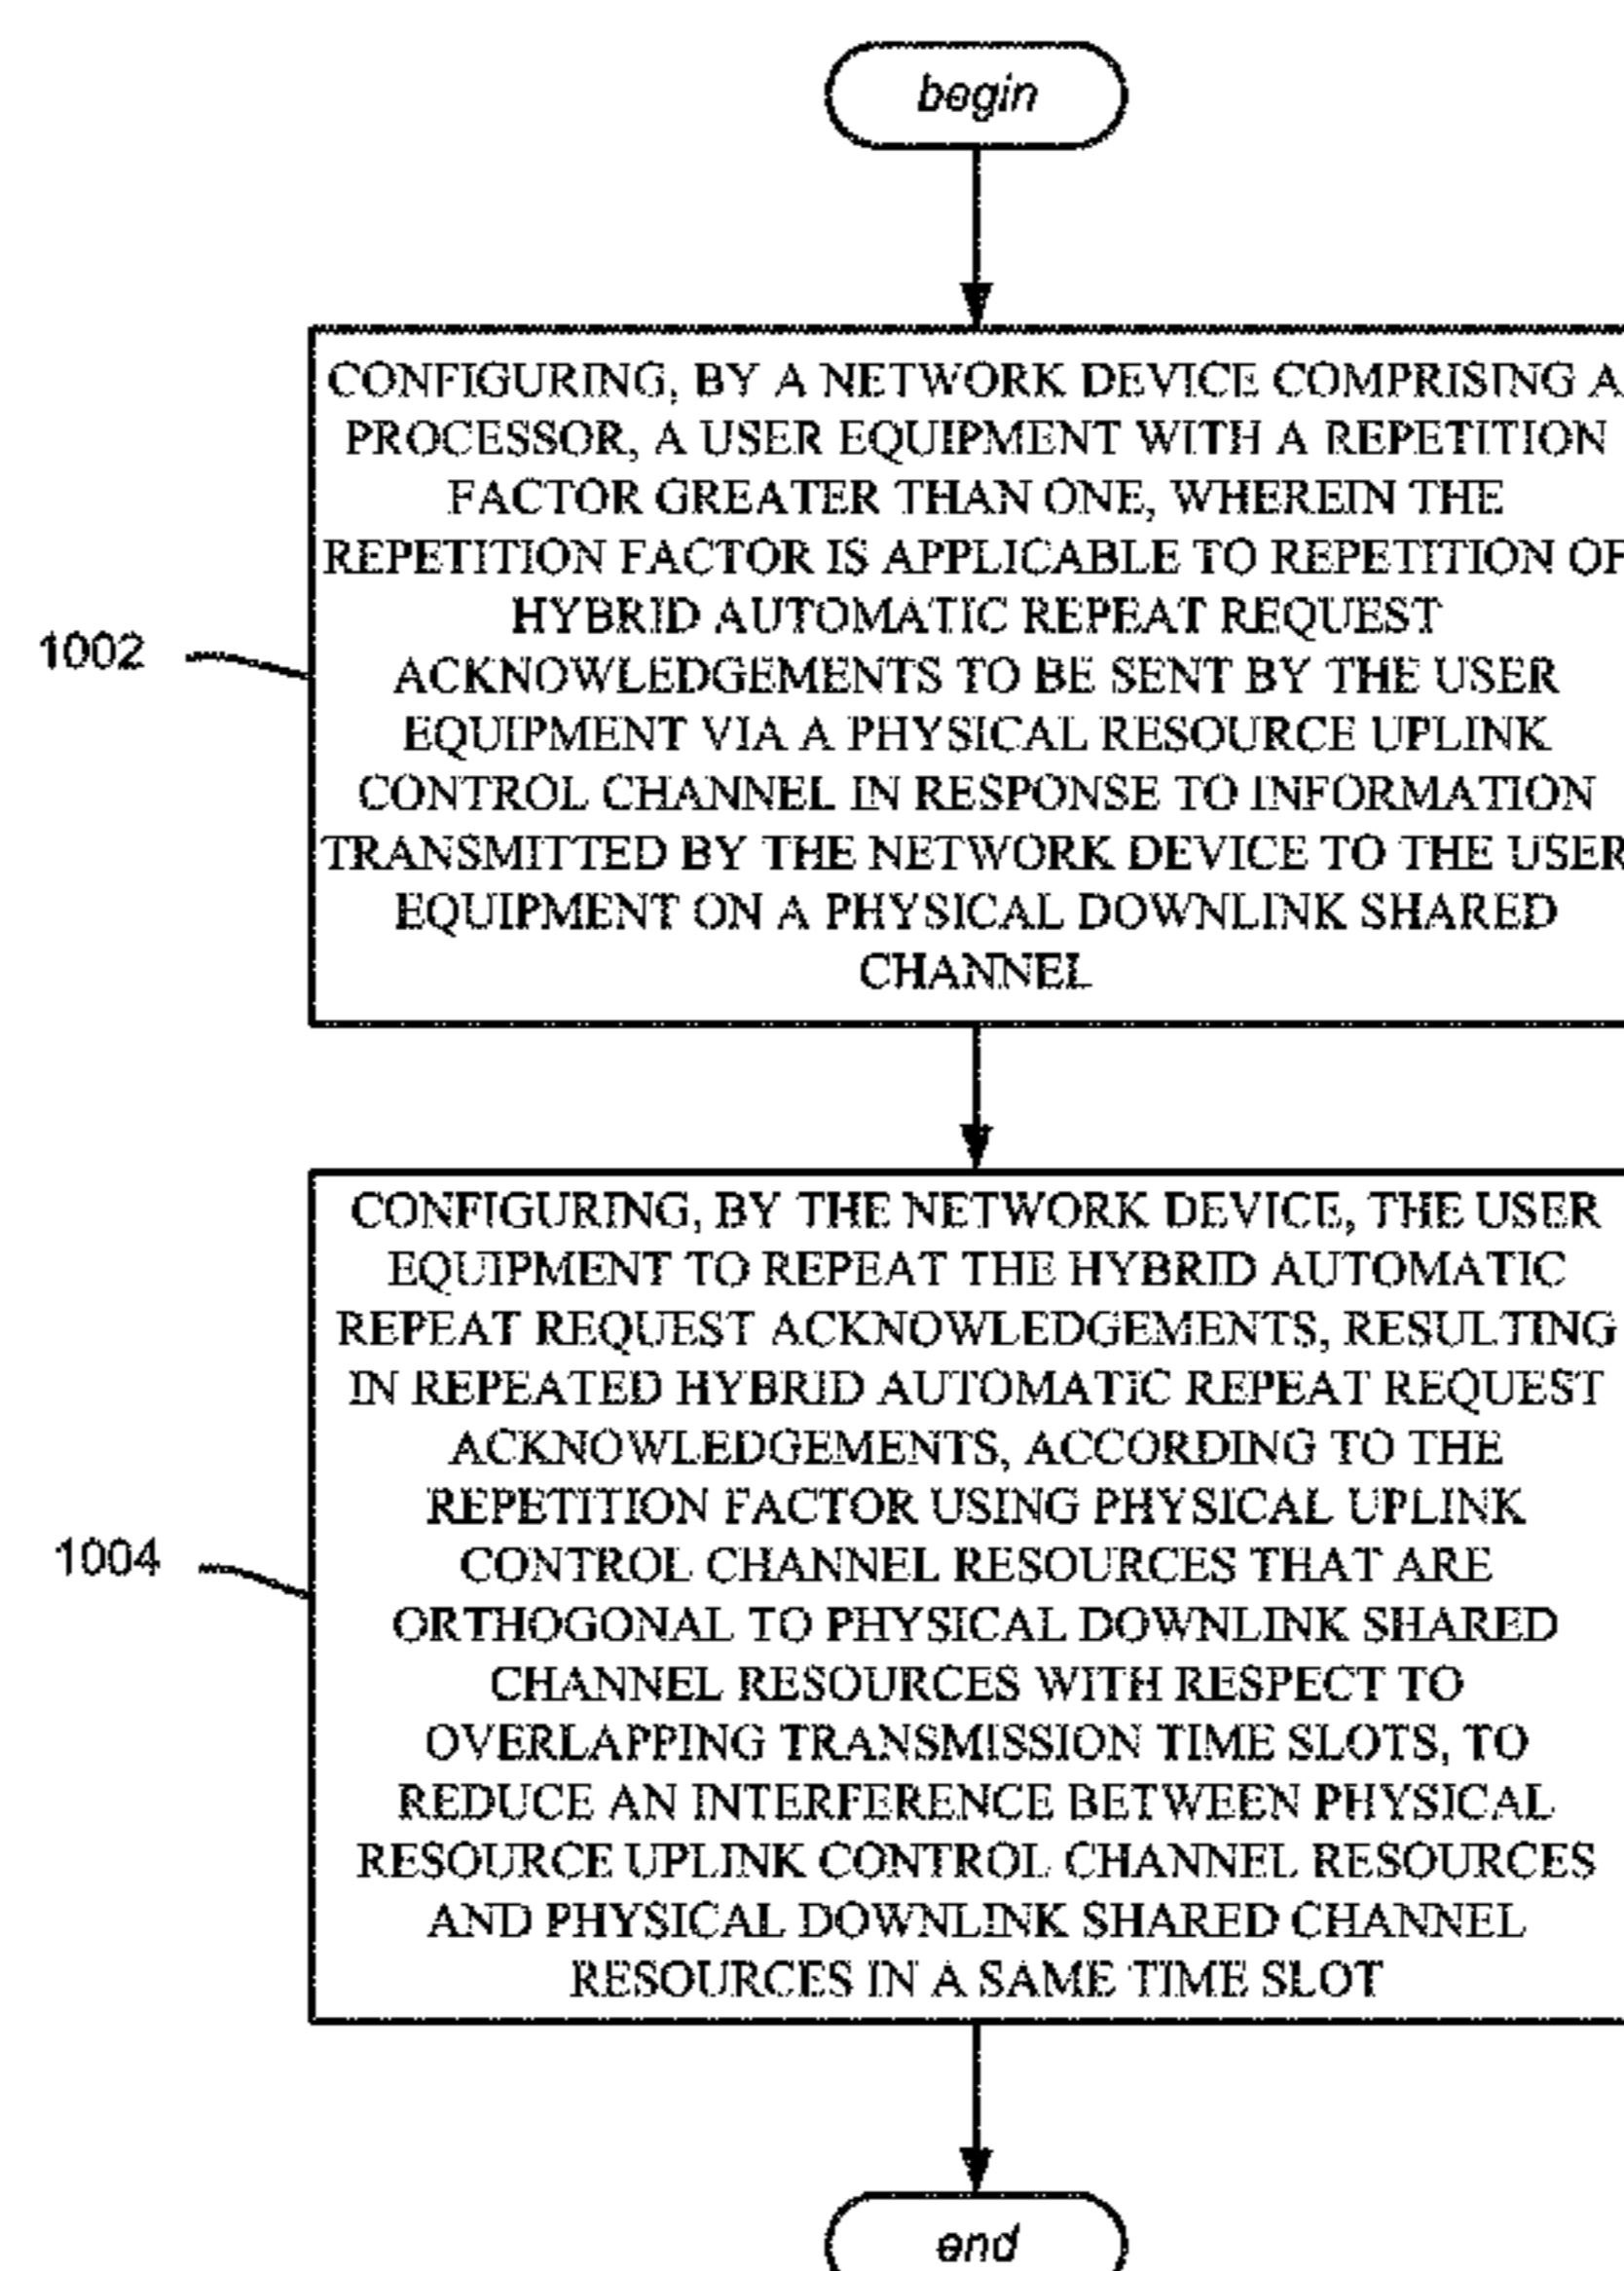 begin
CONFIGURING, BY A NETWORK DEVICE COMPRISING A
PROCESSOR, A USER EQUIPMENT WITH A REPETITION
FACTOR GREATER THAN ONE, WHEREIN THE
REPETITION FACTOR IS APPLICABLE TO REPETITION OF
HYBRID AUTOMATIC REPEAT REQUEST
1002
ACKNOWLEDGEMENTS TO BE SENT BY THE USER
EQUIPMENT VIA A PHYSICAL RESOURCE UPLINK
CONTROL CHANNEL IN RESPONSE TO INFORMATION
TRANSMITTED BY THE NETWORK DEVICE TO THE USER
EQUIPMENT ON A PHYSICAL DOWNLINK SHARED
CHANNEL
CONFIGURING, BY THE NETWORK DEVICE, THE USER
EQUIPMENT TO REPEAT THE HYBRID AUTOMATIC
REPEAT REQUEST ACKNOWLEDGEMENTS, RESULTING
IN REPEATED HYBRID AUTOMATIC REPEAT REQUEST
ACKNOWLEDGEMENTS, ACCORDING TO THE
REPETITION FACTOR USING PHYSICAL UPLINK
1004
CONTROL CHANNEL RESOURCES THAT ARE
ORTHOGONAL TO PHYSICAL DOWNLINK SHARED
CHANNEL RESOURCES WITH RESPECT TO
OVERLAPPING TRANSMISSION TIME SLOTS, TO
REDUCE AN INTERFERENCE BETWEEN PHYSICAL
RESOURCE UPLINK CONTROL CHANNEL RESOURCES
AND PHYSICAL DOWNLINK SHARED CHANNEL
RESOURCES IN A SAME TIME SLOT
end